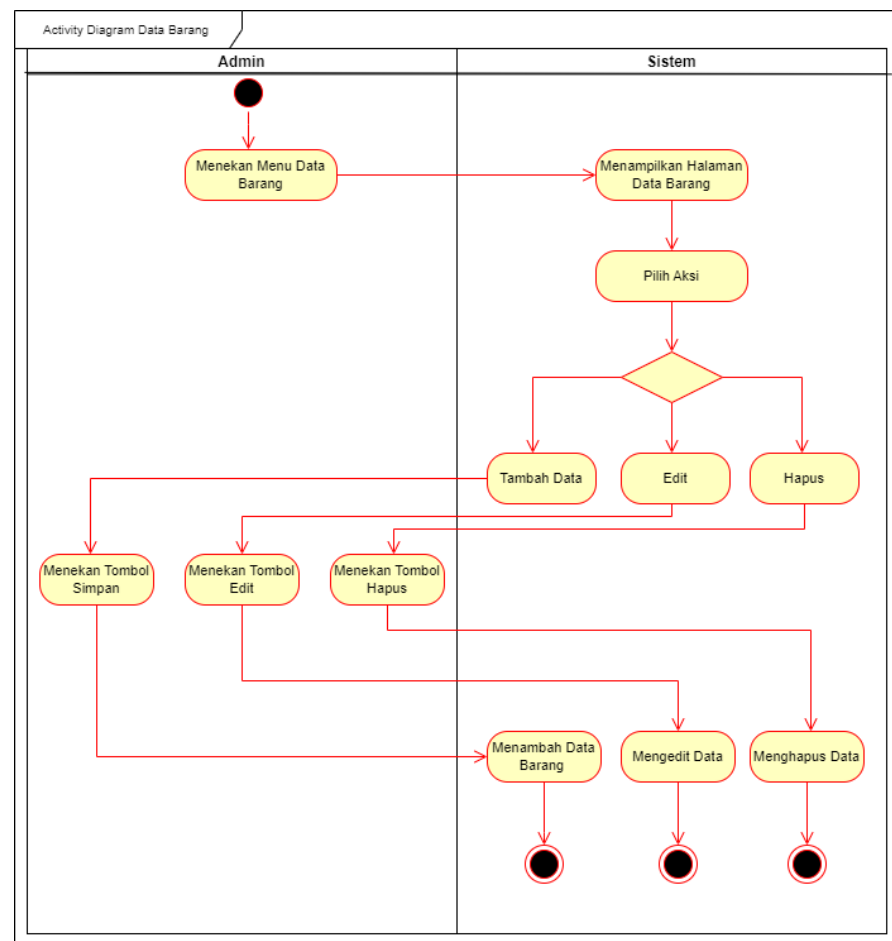 Activity Diagram Data Barang
Admin
Sistem
Menekan Menu Data
Barang
Menampilkan Halaman
Data Barang
Pilih Aksi
Tambah Data
Edit
Hapus
Menekan Tombol
Simpan
Menekan Tombol
Edit
Menekan Tombol
Hapus
Menambah Data
Barang
Mengedit Data
Menghapus Data